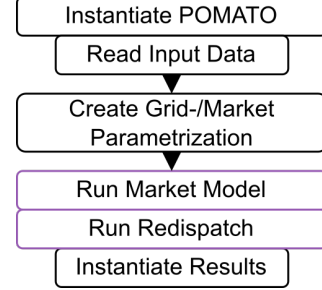 Instantiate POMATO
Read Input Data
Create Grid-/Market
Parametrization
Run Market Model
Run Redispatch
Instantiate Results